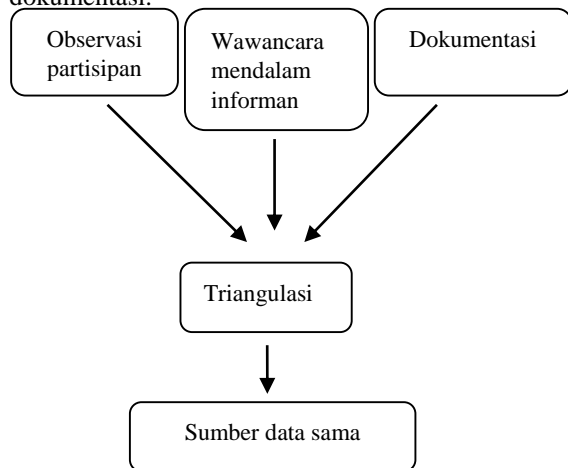 dokumentasi.
Observasi
partisipan
Wawancara
mendalam
informan
Dokumentasi
Triangulasi
Sumber data sama